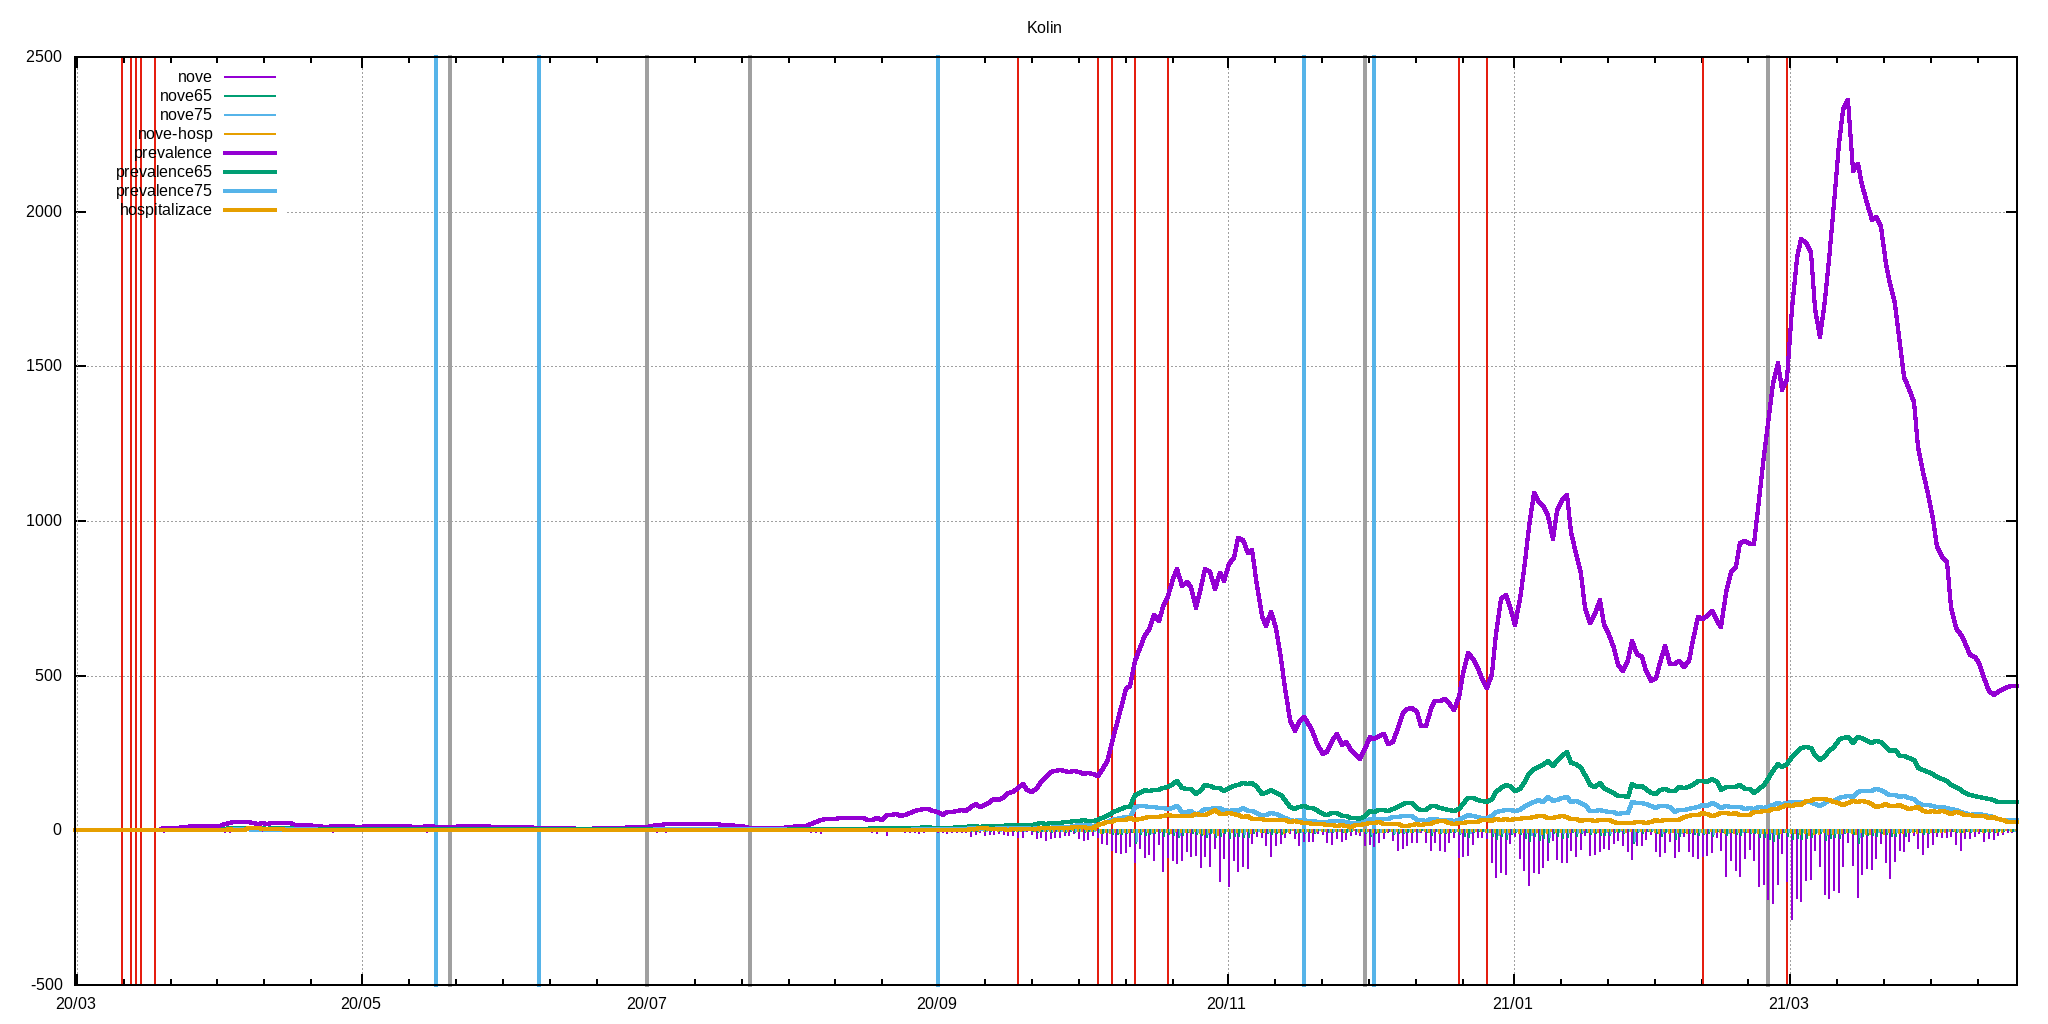 Kolin
2500
2000
1500
1000
500
0
-500
nove
nove65
nove75
nove-hosp
prevalence
prevalence65
prevalence75
hospitalizace
20/03 20/05 20/07 20/09 20/11 21/01 21/03